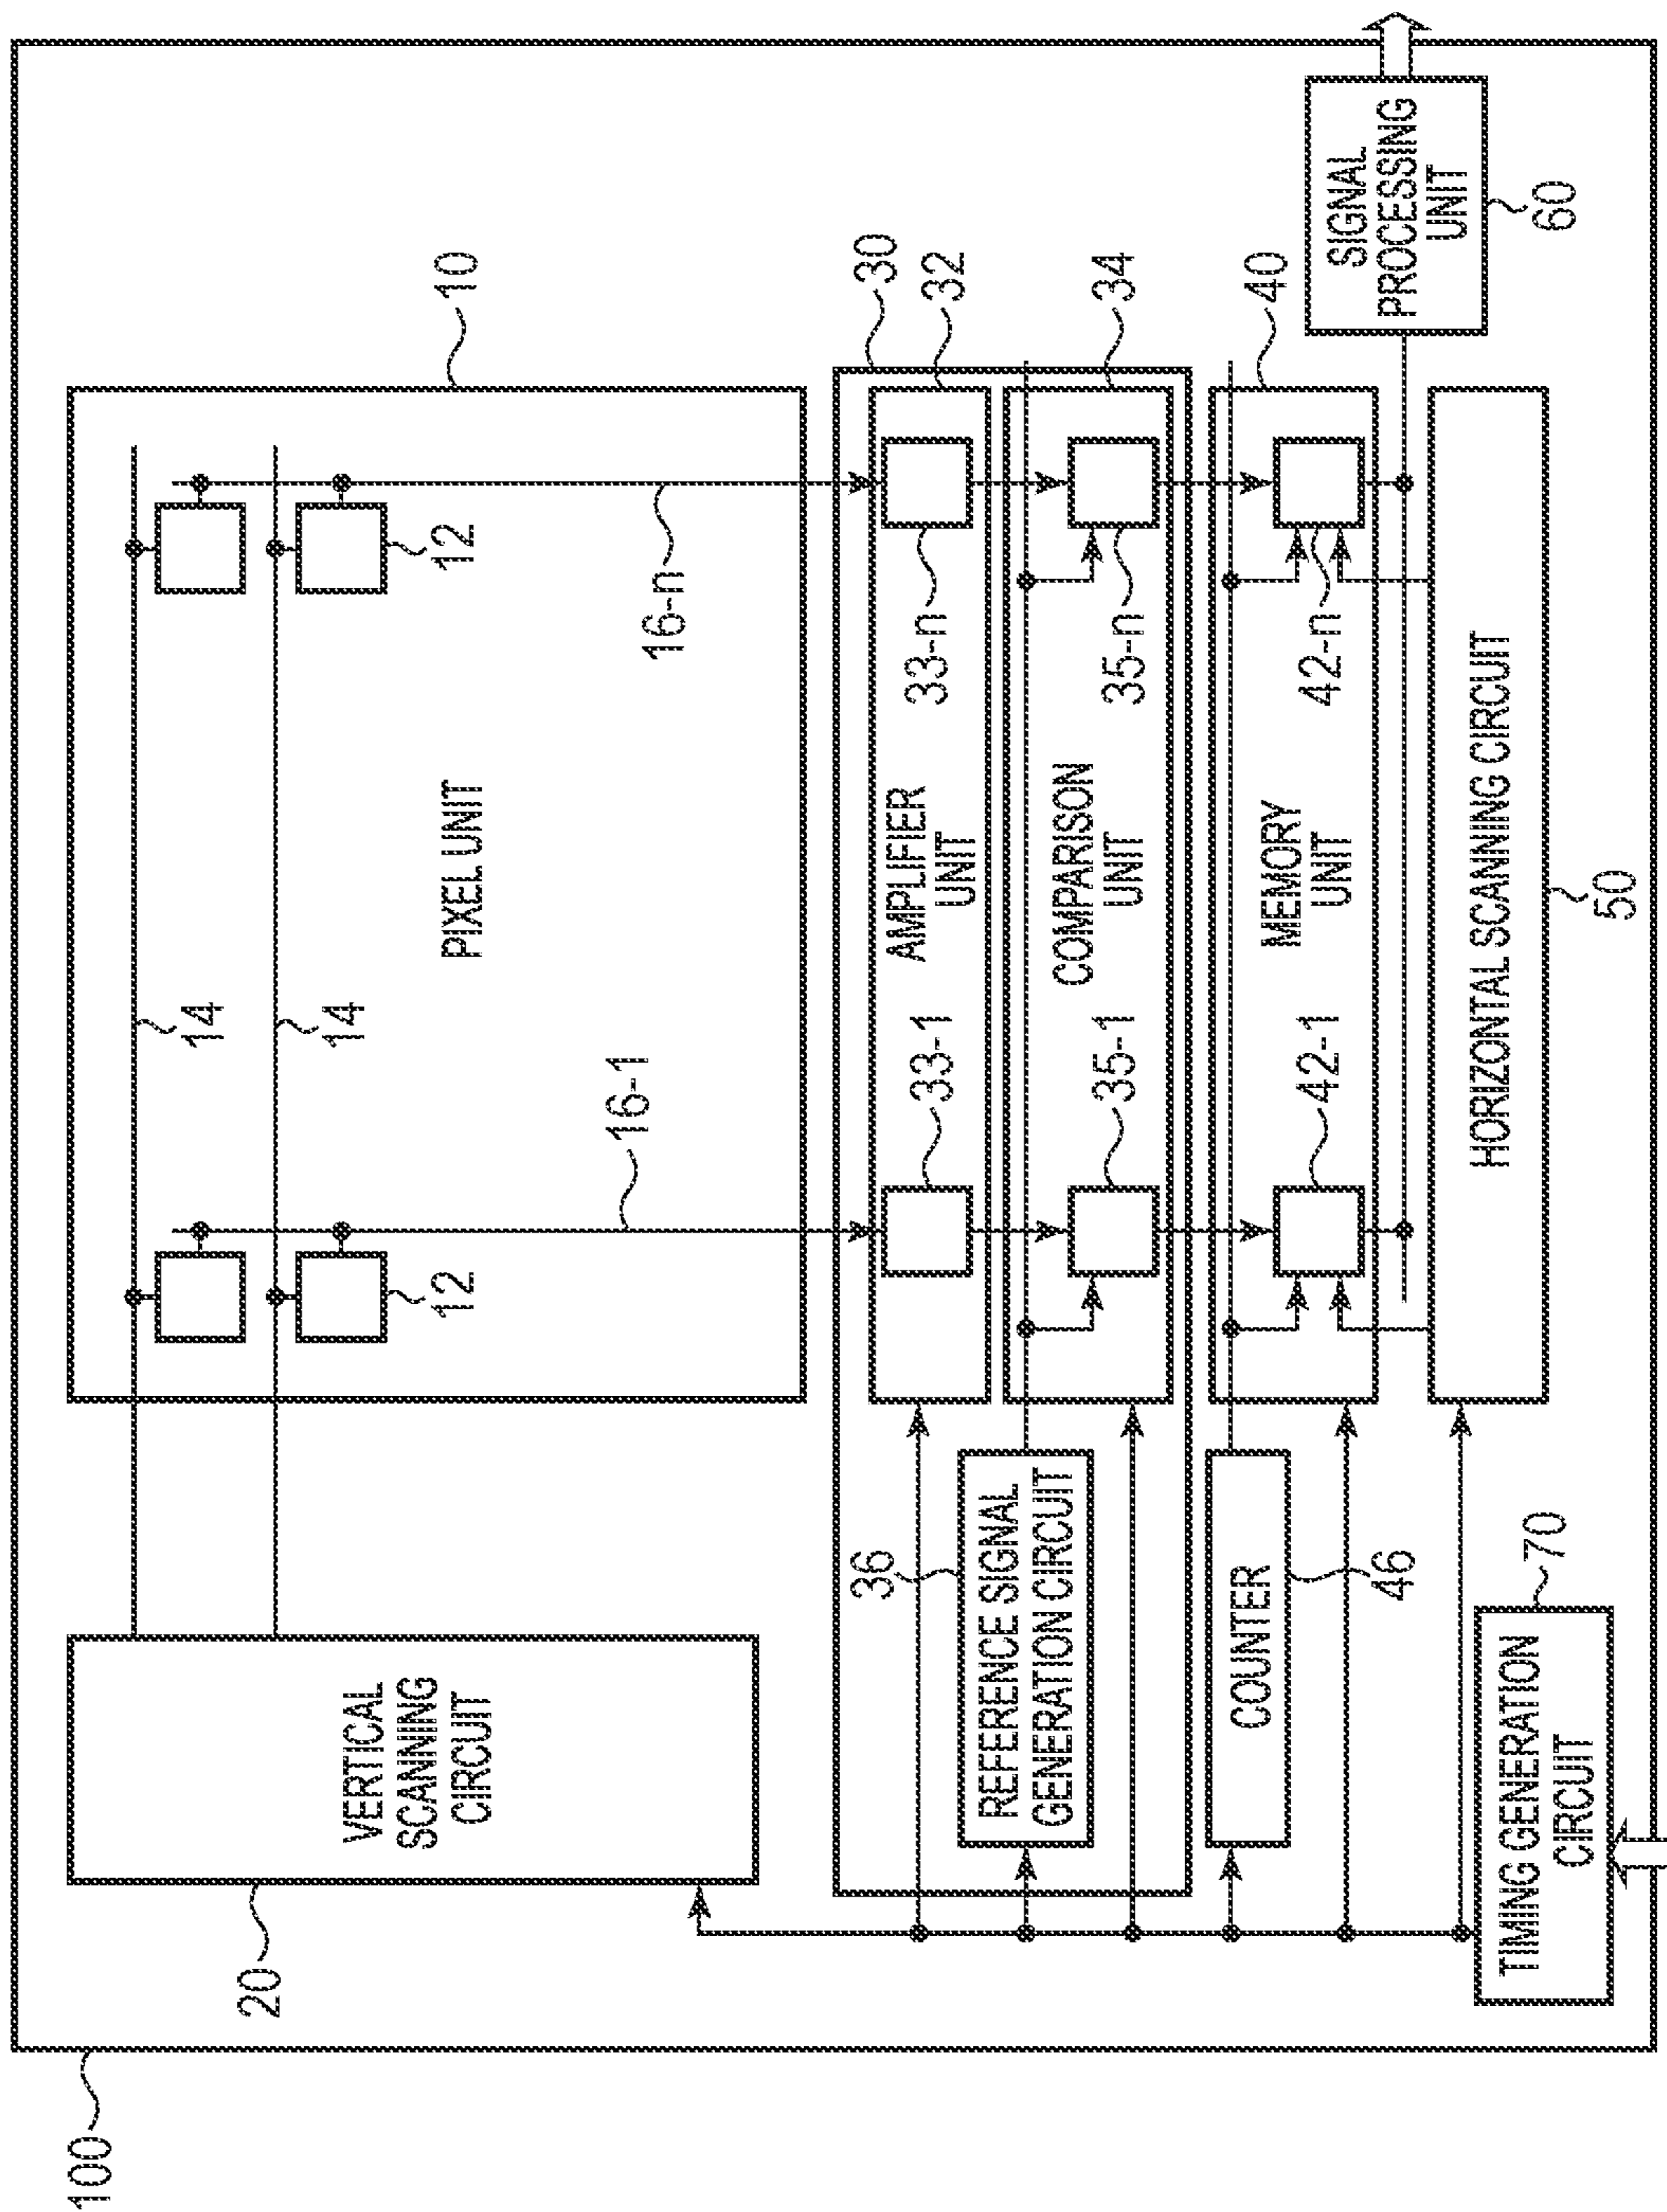 100
20
VERTICAL
SCANNING
CIRCUIT
14
14
12
12
16-1
16-n
PIXEL UNIT
10
30
32
34
40
36
REFERENCE SIGNAL
GENERATION CIRCUIT
33-1
AMPLIFIER
UNIT
33-n
35-1
COMPARISON
UNIT
35-n
COUNTER
46
42-1
MEMORY
UNIT
42-n
SIGNAL
PROCESSING
UNIT
60
70
TIMING GENERATION
CIRCUIT
HORIZONTAL SCANNING CIRCUIT
50